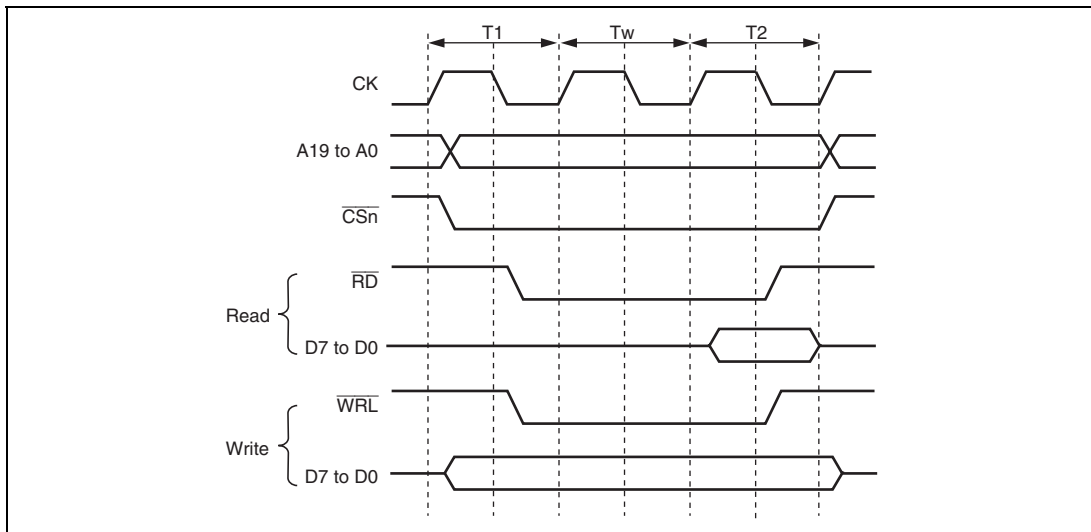 T1 Tw T2
CK
A19 to A0
CSn
RD
Read
D7 to D0
WRL
Write
D7 to D0